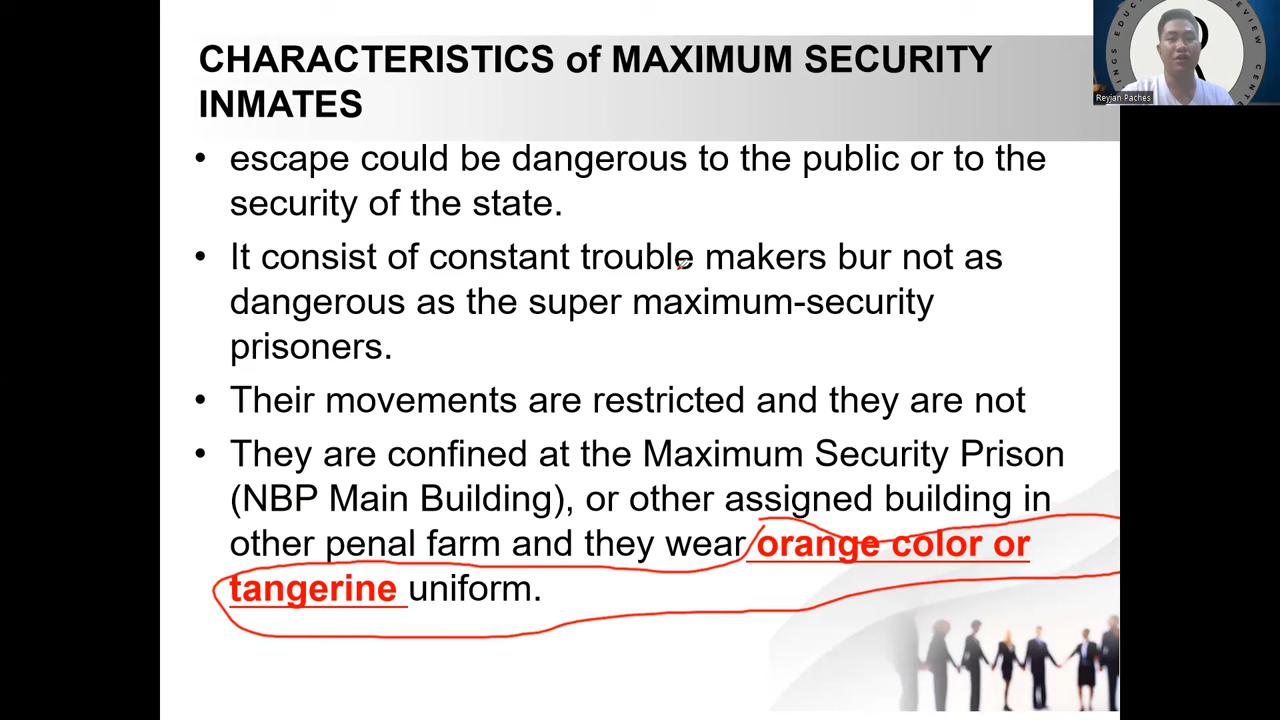 CHARACTERISTICS of MAXIMUM SECURITY
INMATES
• escape could be dangerous to the public or to the
security of the state.
• It consist of constant trouble makers bur not as
dangerous as the super maximum-security
prisoners.
• Their movements are restricted and they are not
• They are confined at the Maximum Security Prison
(NBP Main Building), or other assigned building in
other penal farm and they wear orange color or
tangerine uniform.
Reyjan Paches